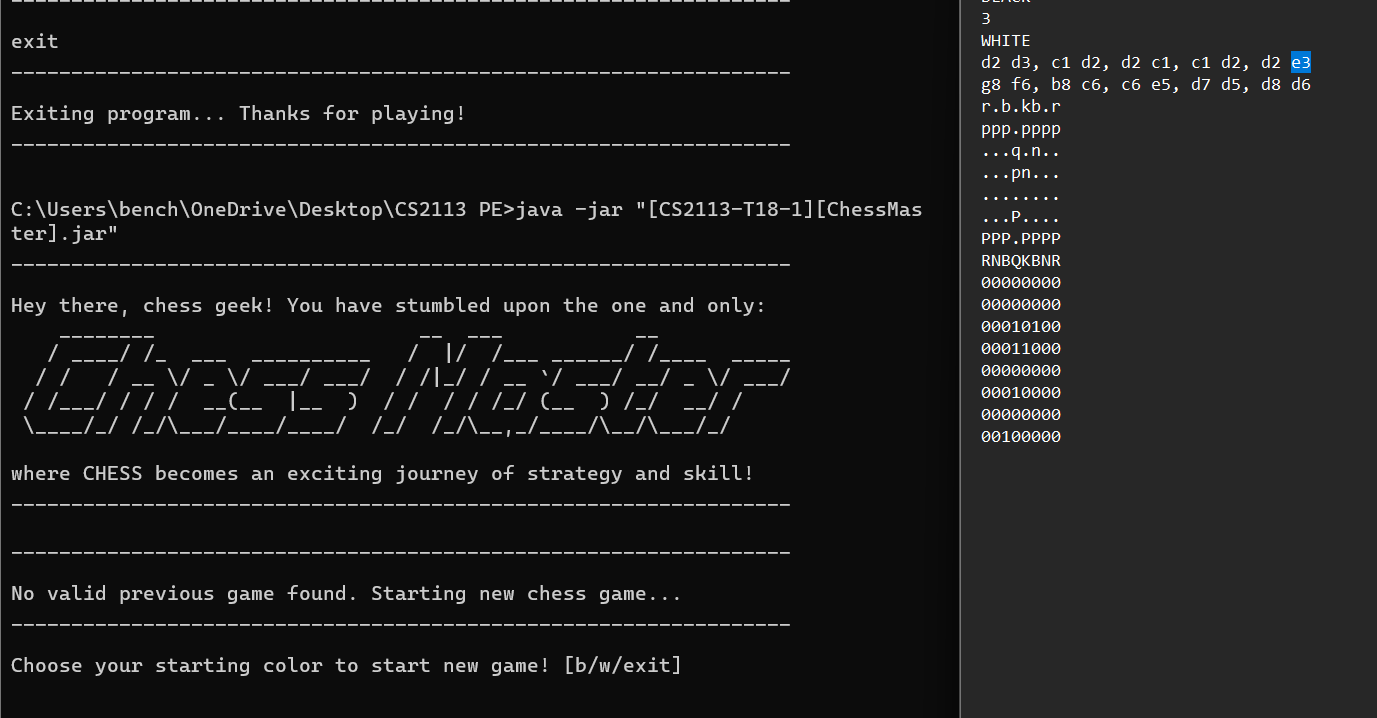 ------------------------------------------------------------------
exit
------------------------------------------------------------------
Exiting program... Thanks for playing!
------------------------------------------------------------------
C:\Users\bench\OneDrive\Desktop\CS2113 PE>java -jar "[CS2113-T18-1][ChessMas
ter].jar"
------------------------------------------------------------------
Hey there, chess geek! You have stumbled upon the one and only:
Chess Master
where CHESS becomes an exciting journey of strategy and skill!
------------------------------------------------------------------
------------------------------------------------------------------
No valid previous game found. Starting new chess game...
------------------------------------------------------------------
Choose your starting color to start new game! [b/w/exit]
BLACK
3
WHITE
d2 d3, c1 d2, d2 c1, c1 d2, d2 e3
g8 f6, b8 c6, c6 e5, d7 d5, d8 d6
r.b.kb.r
ppp.pppp
...q.n..
...pn...
........
...P....
PPP.PPPP
RNBQKBNR
00000000
00000000
00010100
00011000
00000000
00010000
00000000
00100000